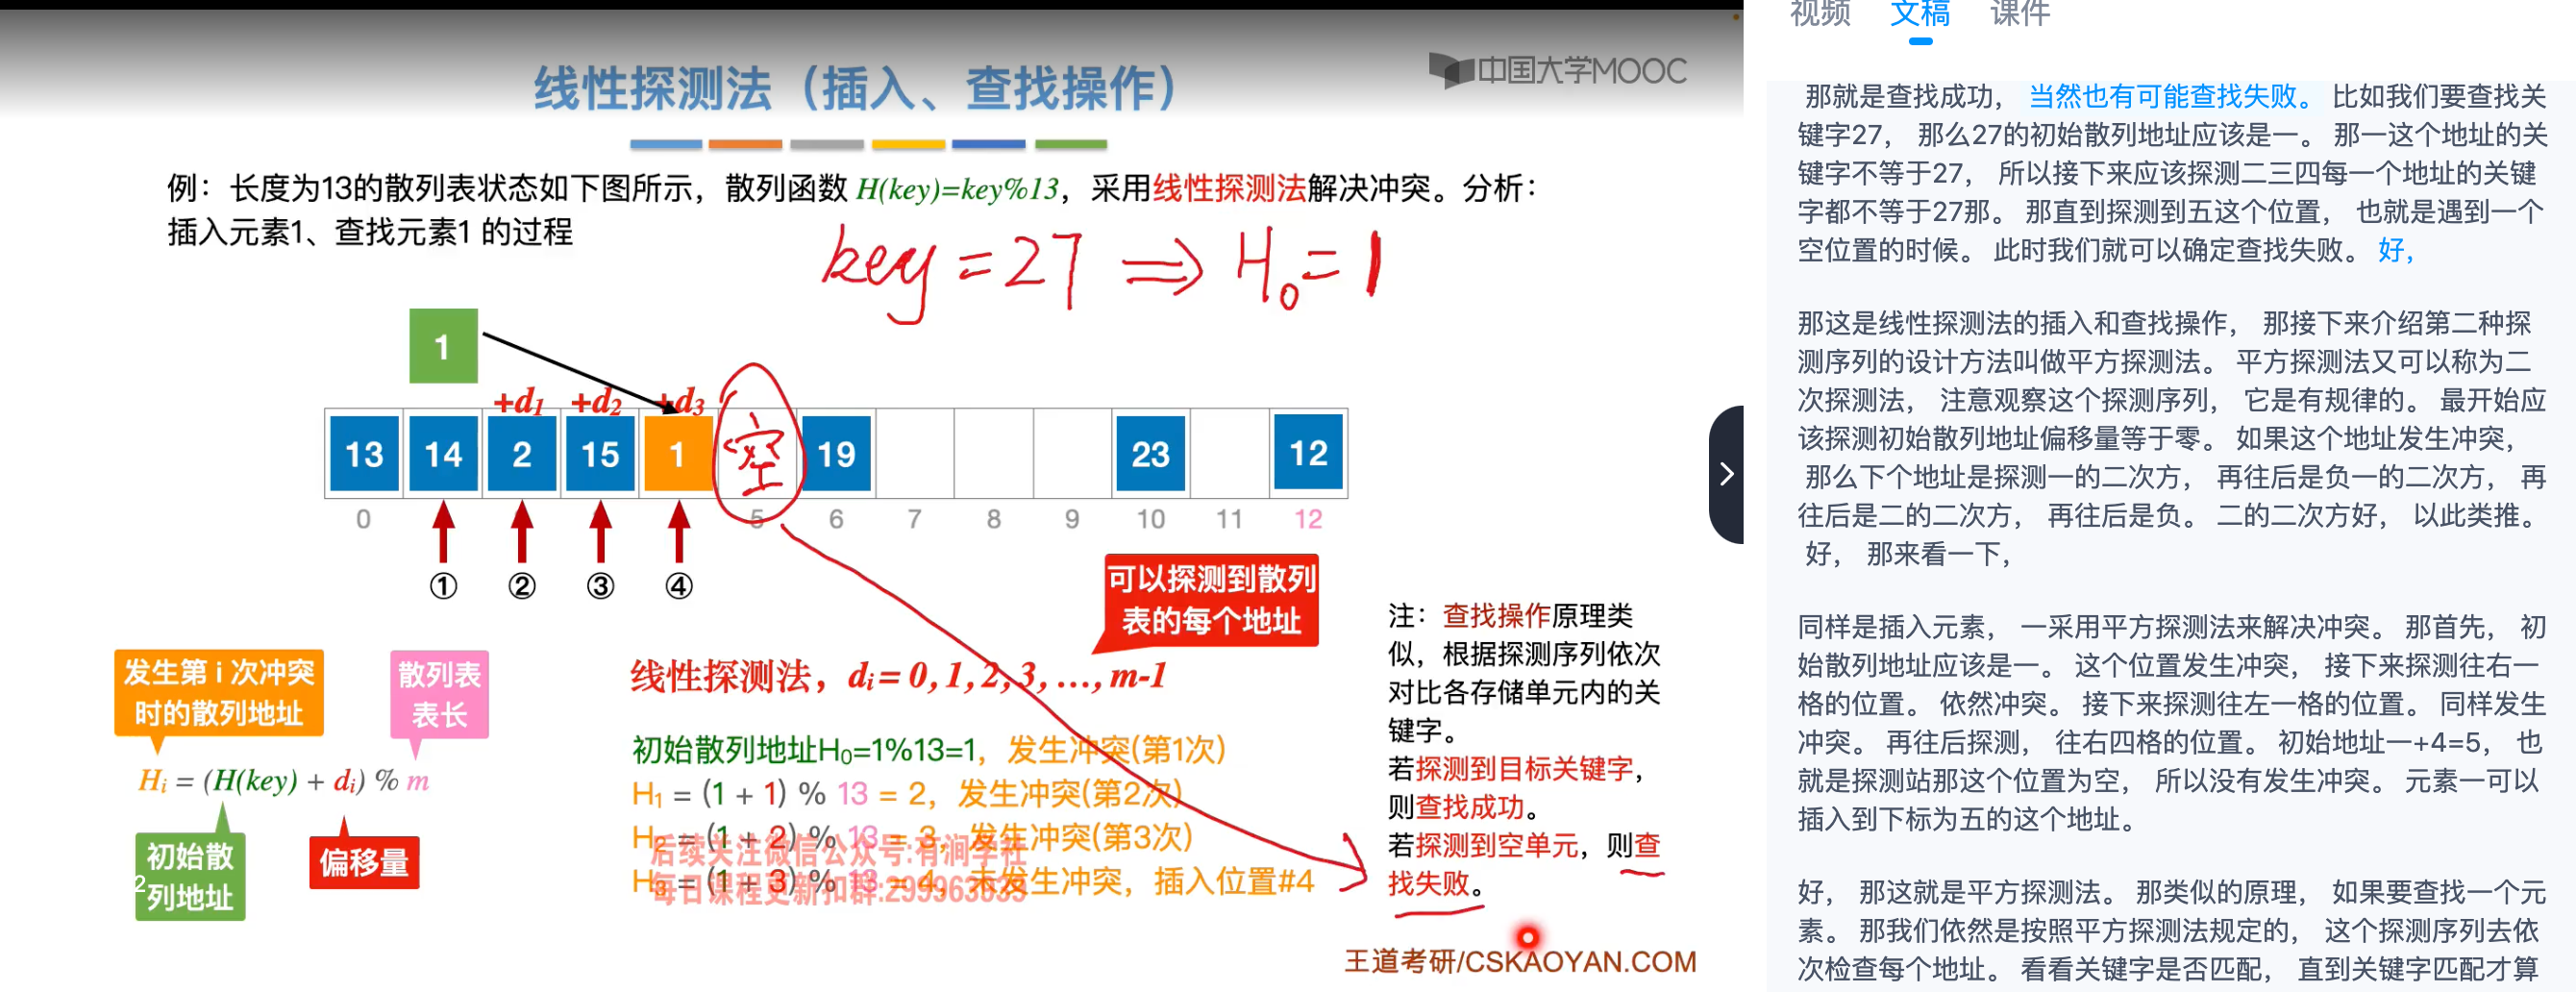 线性探测法（插入、查找操作）
中国大学MOOC
例：长度为13的散列表状态如下图所示，散列函数 H(key)=key%13，采用线性探测法解决冲突。分析：
插入元素1、查找元素1 的过程
key = 27 ⇒ H₀ = 1
1
+d₁ +d₂ +d₃
13 14 2 15 1 空 19 23 12
0 1 2 3 4 5 6 7 8 9 10 11 12
① ② ③ ④
可以探测到散列
表的每个地址
发生第 i 次冲突
时的散列地址
散列表
表长
Hᵢ = (H(key) + dᵢ) % m
初始散
列地址
2
偏移量
线性探测法，dᵢ = 0, 1, 2, 3, …, m-1
初始散列地址H₀=1%13=1，发生冲突(第1次)
H₁ = (1 + 1) % 13 = 2，发生冲突(第2次)
H₂ = (1 + 2) % 13 = 3，发生冲突(第3次)
H₃ = (1 + 3) % 13 = 4，未发生冲突，插入位置#4
后续关注微信公众号:有涧学社
每日课程更新扣群:
注：查找操作原理类
似，根据探测序列依次
对比各存储单元内的关
键字。
若探测到目标关键字，
则查找成功。
若探测到空单元，则查
找失败。
王道考研/CSKAOYAN.COM
视频 文稿 课件
那就是查找成功， 当然也有可能查找失败。 比如我们要查找关
键字27， 那么27的初始散列地址应该是一。 那一这个地址的关
键字不等于27， 所以接下来应该探测二三四每一个地址的关键
字都不等于27那。 那直到探测到五这个位置， 也就是遇到一个
空位置的时候。 此时我们就可以确定查找失败。 好，
那这是线性探测法的插入和查找操作， 那接下来介绍第二种探
测序列的设计方法叫做平方探测法。 平方探测法又可以称为二
次探测法， 注意观察这个探测序列， 它是有规律的。 最开始应
该探测初始散列地址偏移量等于零。 如果这个地址发生冲突，
那么下个地址是探测一的二次方， 再往后是负一的二次方， 再
往后是二的二次方， 再往后是负。 二的二次方好， 以此类推。
好， 那来看一下，
同样是插入元素， 一采用平方探测法来解决冲突。 那首先， 初
始散列地址应该是一。 这个位置发生冲突， 接下来探测往右一
格的位置。 依然冲突。 接下来探测往左一格的位置。 同样发生
冲突。 再往后探测， 往右四格的位置。 初始地址一+4=5， 也
就是探测站那这个位置为空， 所以没有发生冲突。 元素一可以
插入到下标为五的这个地址。
好， 那这就是平方探测法。 那类似的原理， 如果要查找一个元
素。 那我们依然是按照平方探测法规定的， 这个探测序列去依
次检查每个地址。 看看关键字是否匹配， 直到关键字匹配才算